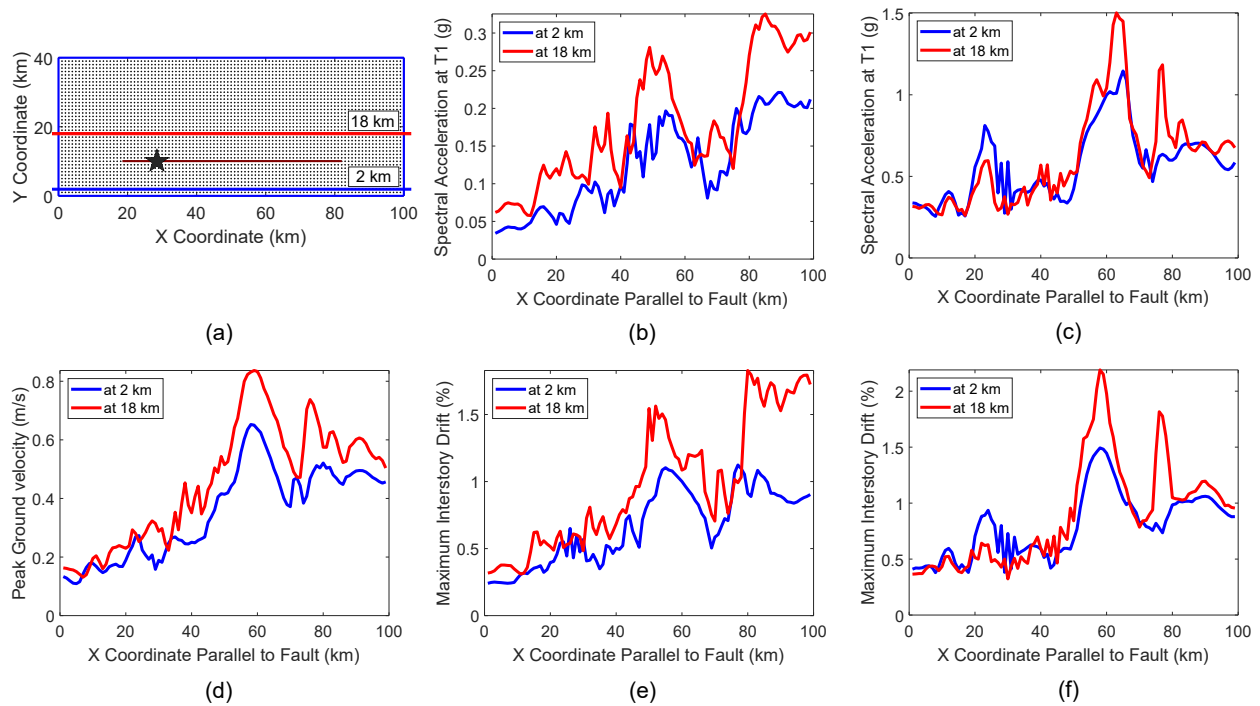 40
20
0
Y Coordinate (km)
18 km
2 km
0 20 40 60 80 100
X Coordinate (km)
(a)
0.3
0.25
0.2
0.15
0.1
0.05
0
Spectral Acceleration at T1 (g)
at 2 km
at 18 km
0 20 40 60 80 100
X Coordinate Parallel to Fault (km)
(b)
1.5
1
0.5
0
Spectral Acceleration at T1 (g)
at 2 km
at 18 km
0 20 40 60 80 100
X Coordinate Parallel to Fault (km)
(c)
0.8
0.6
0.4
0.2
0
Peak Ground velocity (m/s)
at 2 km
at 18 km
0 20 40 60 80 100
X Coordinate Parallel to Fault (km)
(d)
1.5
1
0.5
0
Maximum Interstory Drift (%)
at 2 km
at 18 km
0 20 40 60 80 100
X Coordinate Parallel to Fault (km)
(e)
2
1.5
1
0.5
0
Maximum Interstory Drift (%)
at 2 km
at 18 km
0 20 40 60 80 100
X Coordinate Parallel to Fault (km)
(f)